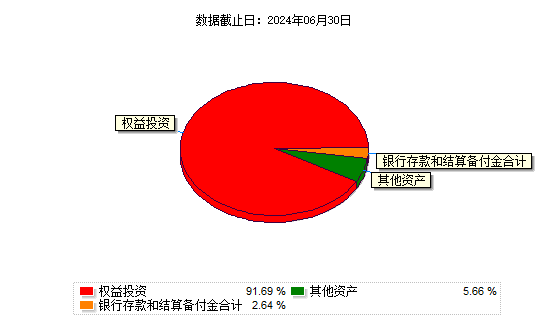 数据截止日：2024年06月30日
权益投资
银行存款和结算备付金合计
其他资产
权益投资 91.69 % 其他资产 5.66 %
银行存款和结算备付金合计 2.64 %